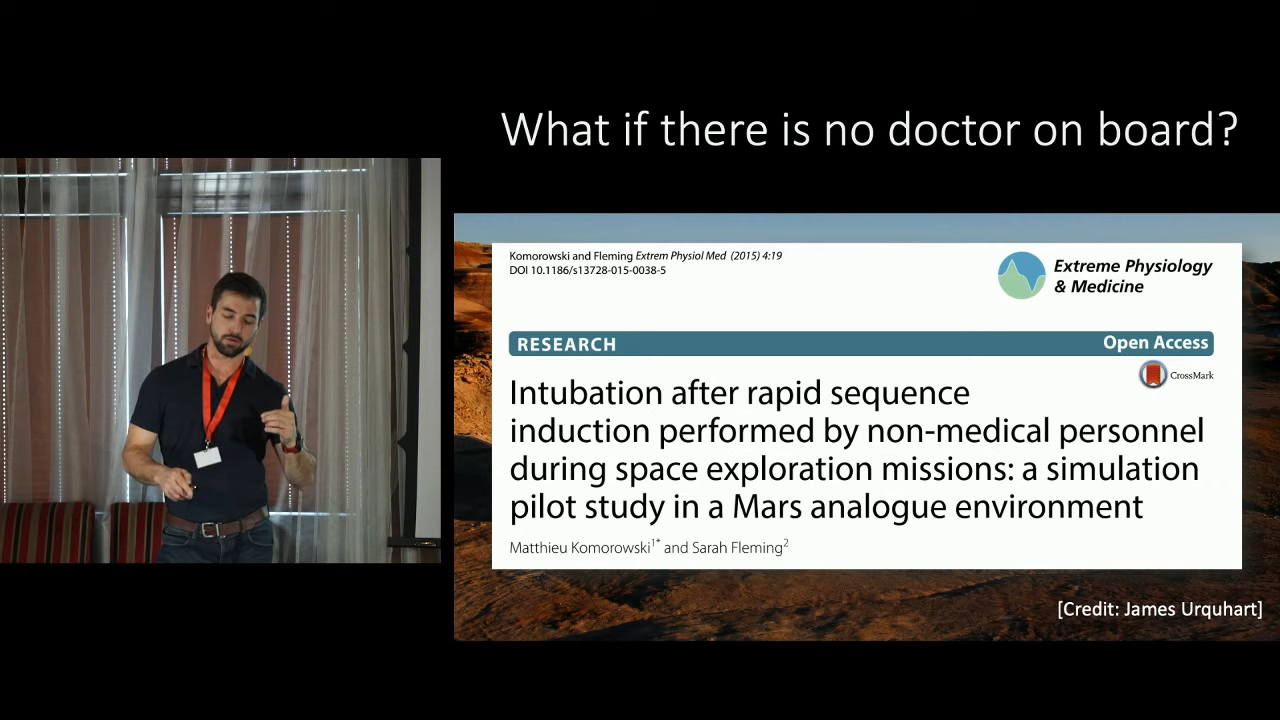 What if there is no doctor on board?
Komorowski and Fleming Extrem Physiol Med (2015) 4:19
DOI 10.1186/s13728-015-0038-5
Extreme Physiology
& Medicine
RESEARCH
Open Access
CrossMark
Intubation after rapid sequence
induction performed by non-medical personnel
during space exploration missions: a simulation
pilot study in a Mars analogue environment
Matthieu Komorowski1* and Sarah Fleming2
[Credit: James Urquhart]